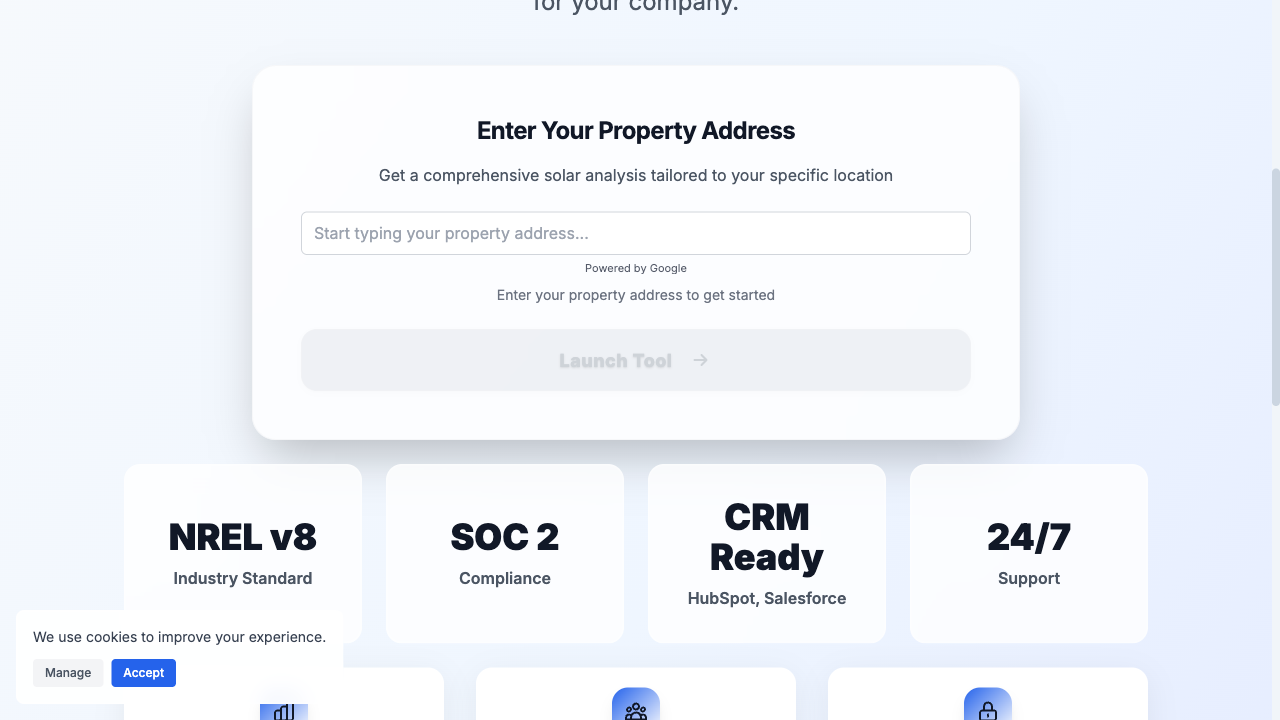 for your company.
Enter Your Property Address
Get a comprehensive solar analysis tailored to your specific location
Start typing your property address...
Powered by Google
Enter your property address to get started
Launch Tool →
NREL v8
Industry Standard
SOC 2
Compliance
CRM
Ready
HubSpot, Salesforce
24/7
Support
We use cookies to improve your experience.
Manage
Accept